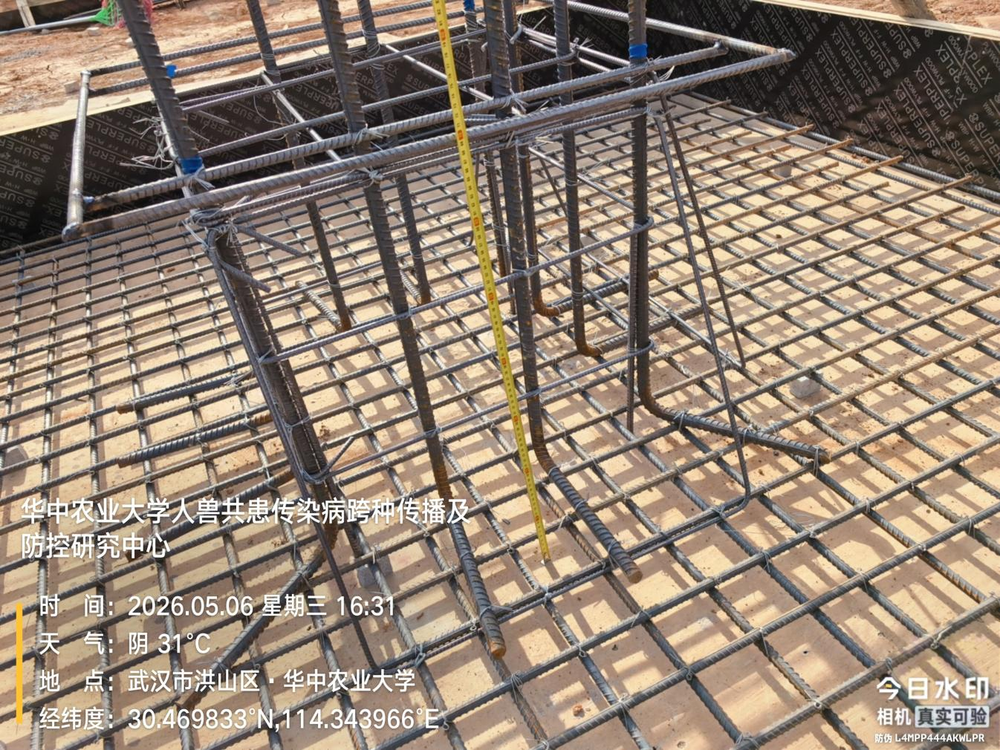 华中农业大学人兽共患传染病跨种传播及
防控研究中心
时 间：2026.05.06 星期三 16:31
天 气：阴 31°C
地 点：武汉市洪山区·华中农业大学
经纬度：30.469833°N,114.343966°E
今日水印
相机 真实可验
防伪 L4MPP444AKWLPR
SUPERPLEX